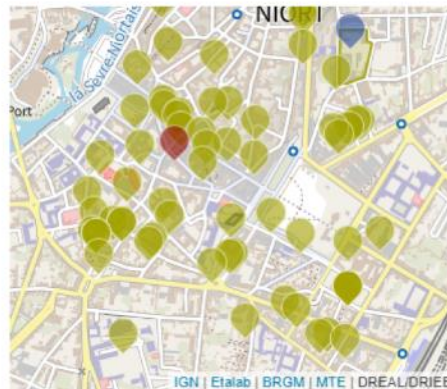 NIORT
la Sèvre Niortaise
Port
IGN | Etalab | BRGM | MTE | DREAL/DRIE